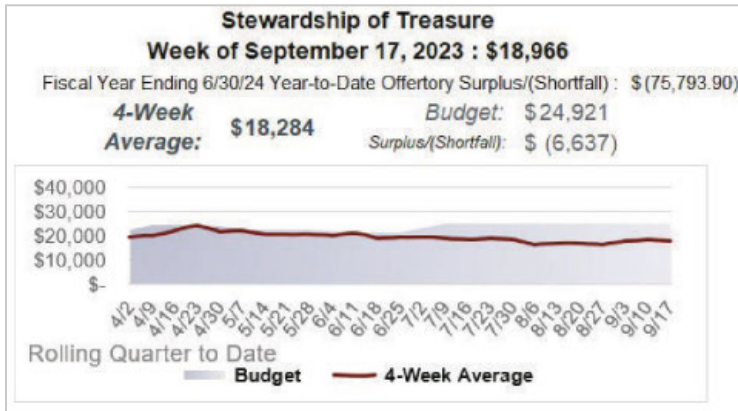 Stewardship of Treasure
Week of September 17, 2023 : $18,966
Fiscal Year Ending 6/30/24 Year-to-Date Offertory Surplus/(Shortfall) : $(75,793.90)
4-Week Average: $18,284
Budget: $24,921
Surplus/(Shortfall): $ (6,637)
$40,000
$30,000
$20,000
$10,000
$-
4/2 4/9 4/16 4/23 4/30 5/7 5/14 5/21 5/28 6/4 6/11 6/18 6/25 7/2 7/9 7/16 7/23 7/30 8/6 8/13 8/20 8/27 9/3 9/10 9/17
Rolling Quarter to Date
Budget 4-Week Average